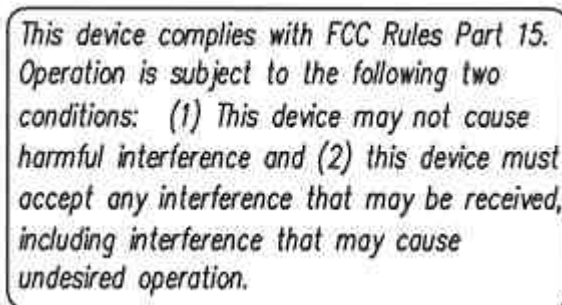 This device complies with FCC Rules Part 15.
Operation is subject to the following two
conditions: (1) This device may not cause
harmful interference and (2) this device must
accept any interference that may be received,
including interference that may cause
undesired operation.